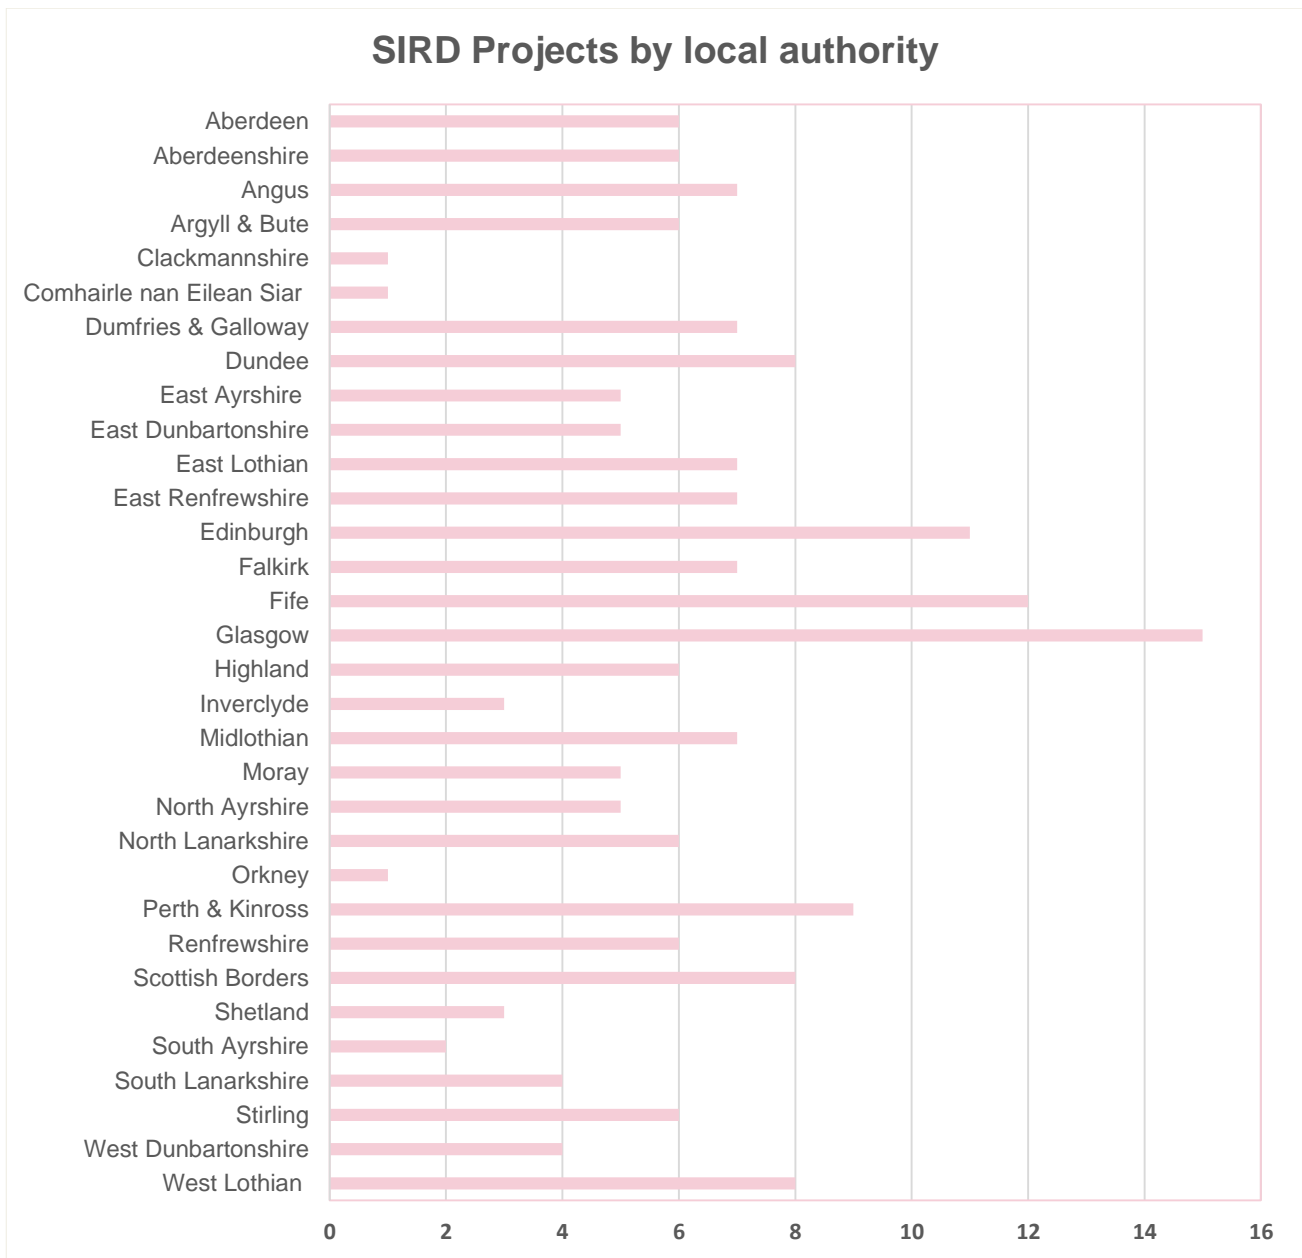 SIRD Projects by local authority
Aberdeen
Aberdeenshire
Angus
Argyll & Bute
Clackmannshire
Comhairle nan Eilean Siar
Dumfries & Galloway
Dundee
East Ayrshire
East Dunbartonshire
East Lothian
East Renfrewshire
Edinburgh
Falkirk
Fife
Glasgow
Highland
Inverclyde
Midlothian
Moray
North Ayrshire
North Lanarkshire
Orkney
Perth & Kinross
Renfrewshire
Scottish Borders
Shetland
South Ayrshire
South Lanarkshire
Stirling
West Dunbartonshire
West Lothian
0 2 4 6 8 10 12 14 16